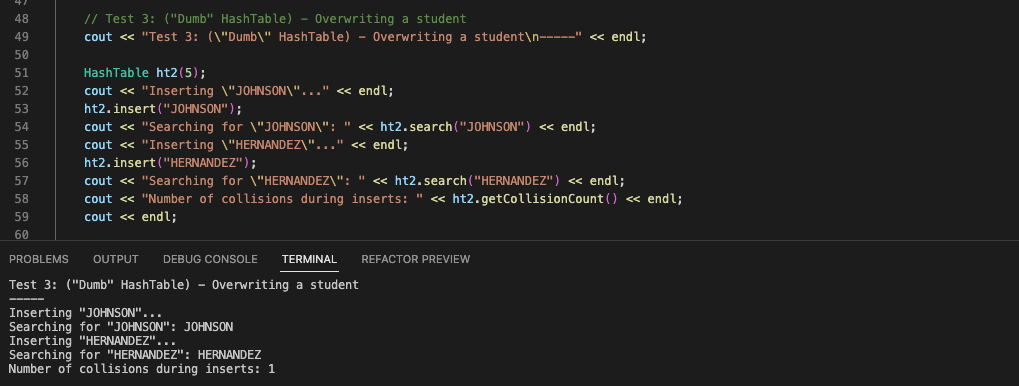 47
48 // Test 3: ("Dumb" HashTable) – Overwriting a student
49 cout << "Test 3: (\"Dumb\" HashTable) – Overwriting a student\n-----" << endl;
50
51 HashTable ht2(5);
52 cout << "Inserting \"JOHNSON\"..." << endl;
53 ht2.insert("JOHNSON");
54 cout << "Searching for \"JOHNSON\": " << ht2.search("JOHNSON") << endl;
55 cout << "Inserting \"HERNANDEZ\"..." << endl;
56 ht2.insert("HERNANDEZ");
57 cout << "Searching for \"HERNANDEZ\": " << ht2.search("HERNANDEZ") << endl;
58 cout << "Number of collisions during inserts: " << ht2.getCollisionCount() << endl;
59 cout << endl;
60
PROBLEMS OUTPUT DEBUG CONSOLE TERMINAL REFACTOR PREVIEW
Test 3: ("Dumb" HashTable) – Overwriting a student
-----
Inserting "JOHNSON"...
Searching for "JOHNSON": JOHNSON
Inserting "HERNANDEZ"...
Searching for "HERNANDEZ": HERNANDEZ
Number of collisions during inserts: 1